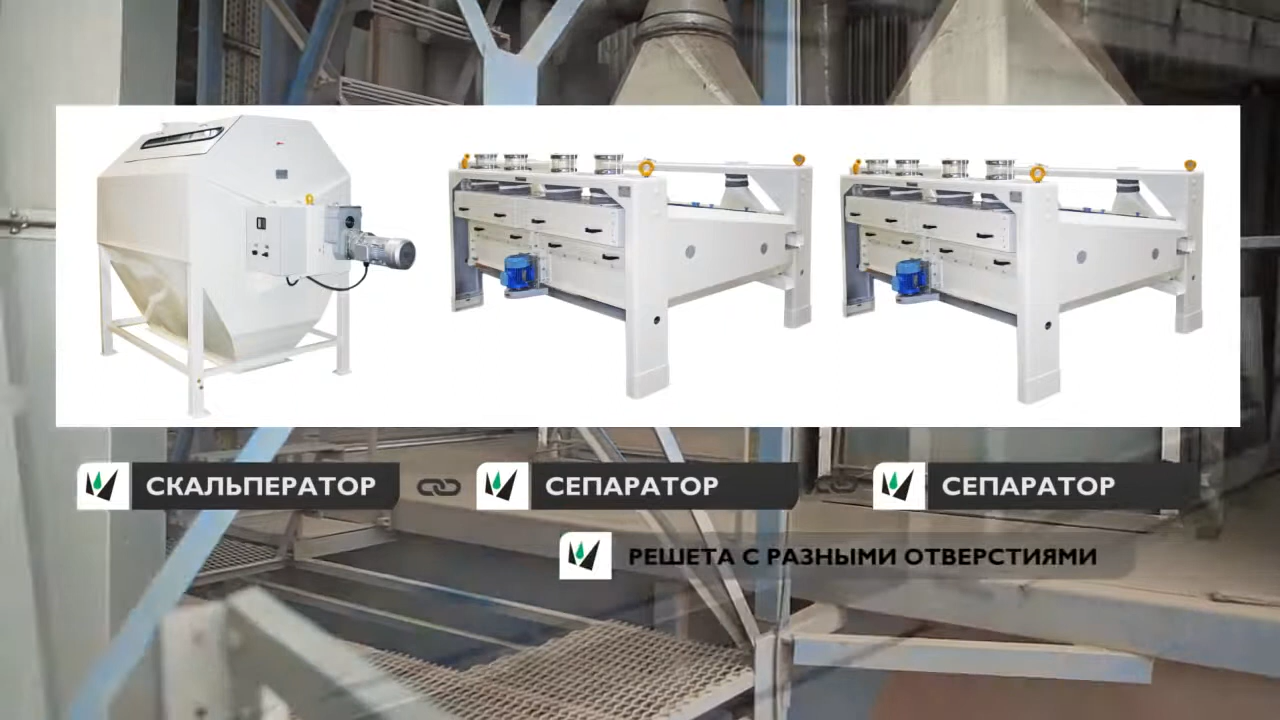 СКАЛЬПЕРАТОР
СЕПАРАТОР
СЕПАРАТОР
РЕШЕТА С РАЗНЫМИ ОТВЕРСТИЯМИ